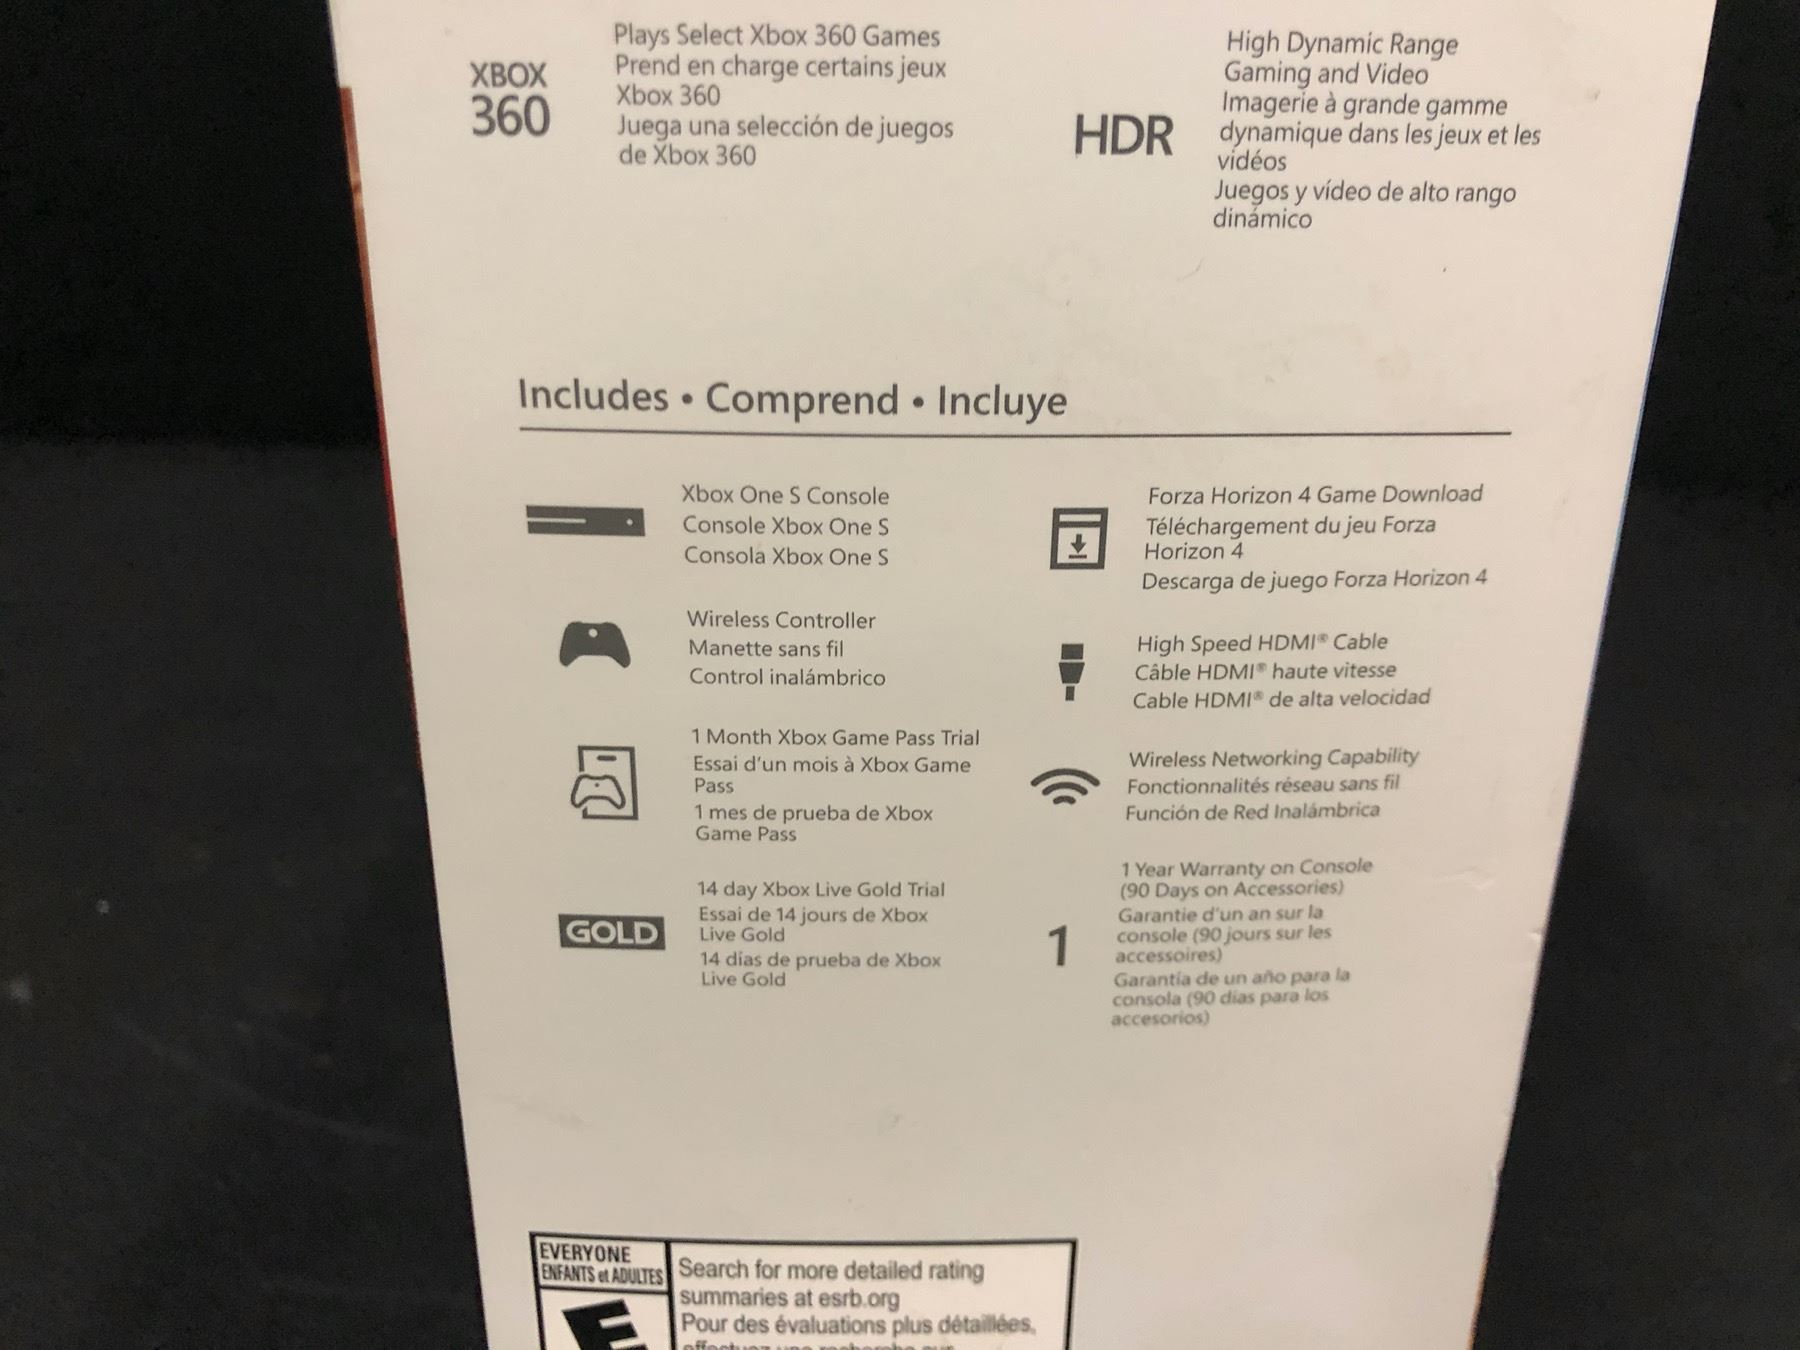 XBOX
360
Plays Select Xbox 360 Games
Prend en charge certains jeux
Xbox 360
Juega una selección de juegos
de Xbox 360
HDR
High Dynamic Range
Gaming and Video
Imagerie à grande gamme
dynamique dans les jeux et les
vidéos
Juegos y vídeo de alto rango
dinámico
Includes • Comprend • Incluye
Xbox One S Console
Console Xbox One S
Consola Xbox One S
Wireless Controller
Manette sans fil
Control inalámbrico
1 Month Xbox Game Pass Trial
Essai d'un mois à Xbox Game
Pass
1 mes de prueba de Xbox
Game Pass
GOLD
14 day Xbox Live Gold Trial
Essai de 14 jours de Xbox
Live Gold
14 días de prueba de Xbox
Live Gold
Forza Horizon 4 Game Download
Téléchargement du jeu Forza
Horizon 4
Descarga de juego Forza Horizon 4
High Speed HDMI® Cable
Câble HDMI® haute vitesse
Cable HDMI® de alta velocidad
Wireless Networking Capability
Fonctionnalités réseau sans fil
Función de Red Inalámbrica
1
1 Year Warranty on Console
(90 Days on Accessories)
Garantie d'un an sur la
console (90 jours sur les
accessoires)
Garantía de un año para la
consola (90 días para los
accesorios)
EVERYONE
ENFANTS et ADULTES
E
Search for more detailed rating
summaries at esrb.org
Pour des évaluations plus détaillées,
effectuez une recherche sur